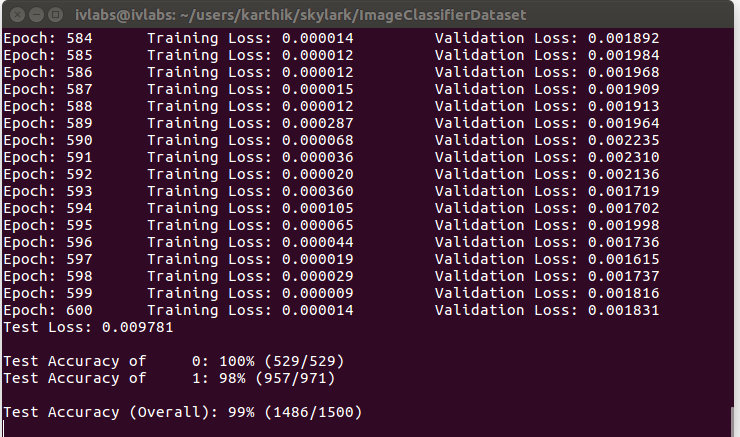 ivlabs@ivlabs: ~/users/karthik/skylark/ImageClassifierDataset
Epoch: 584 Training Loss: 0.000014 Validation Loss: 0.001892
Epoch: 585 Training Loss: 0.000012 Validation Loss: 0.001984
Epoch: 586 Training Loss: 0.000012 Validation Loss: 0.001968
Epoch: 587 Training Loss: 0.000015 Validation Loss: 0.001909
Epoch: 588 Training Loss: 0.000012 Validation Loss: 0.001913
Epoch: 589 Training Loss: 0.000287 Validation Loss: 0.001964
Epoch: 590 Training Loss: 0.000068 Validation Loss: 0.002235
Epoch: 591 Training Loss: 0.000036 Validation Loss: 0.002310
Epoch: 592 Training Loss: 0.000020 Validation Loss: 0.002136
Epoch: 593 Training Loss: 0.000360 Validation Loss: 0.001719
Epoch: 594 Training Loss: 0.000105 Validation Loss: 0.001702
Epoch: 595 Training Loss: 0.000065 Validation Loss: 0.001998
Epoch: 596 Training Loss: 0.000044 Validation Loss: 0.001736
Epoch: 597 Training Loss: 0.000019 Validation Loss: 0.001615
Epoch: 598 Training Loss: 0.000029 Validation Loss: 0.001737
Epoch: 599 Training Loss: 0.000009 Validation Loss: 0.001816
Epoch: 600 Training Loss: 0.000014 Validation Loss: 0.001831
Test Loss: 0.009781
Test Accuracy of 0: 100% (529/529)
Test Accuracy of 1: 98% (957/971)
Test Accuracy (Overall): 99% (1486/1500)